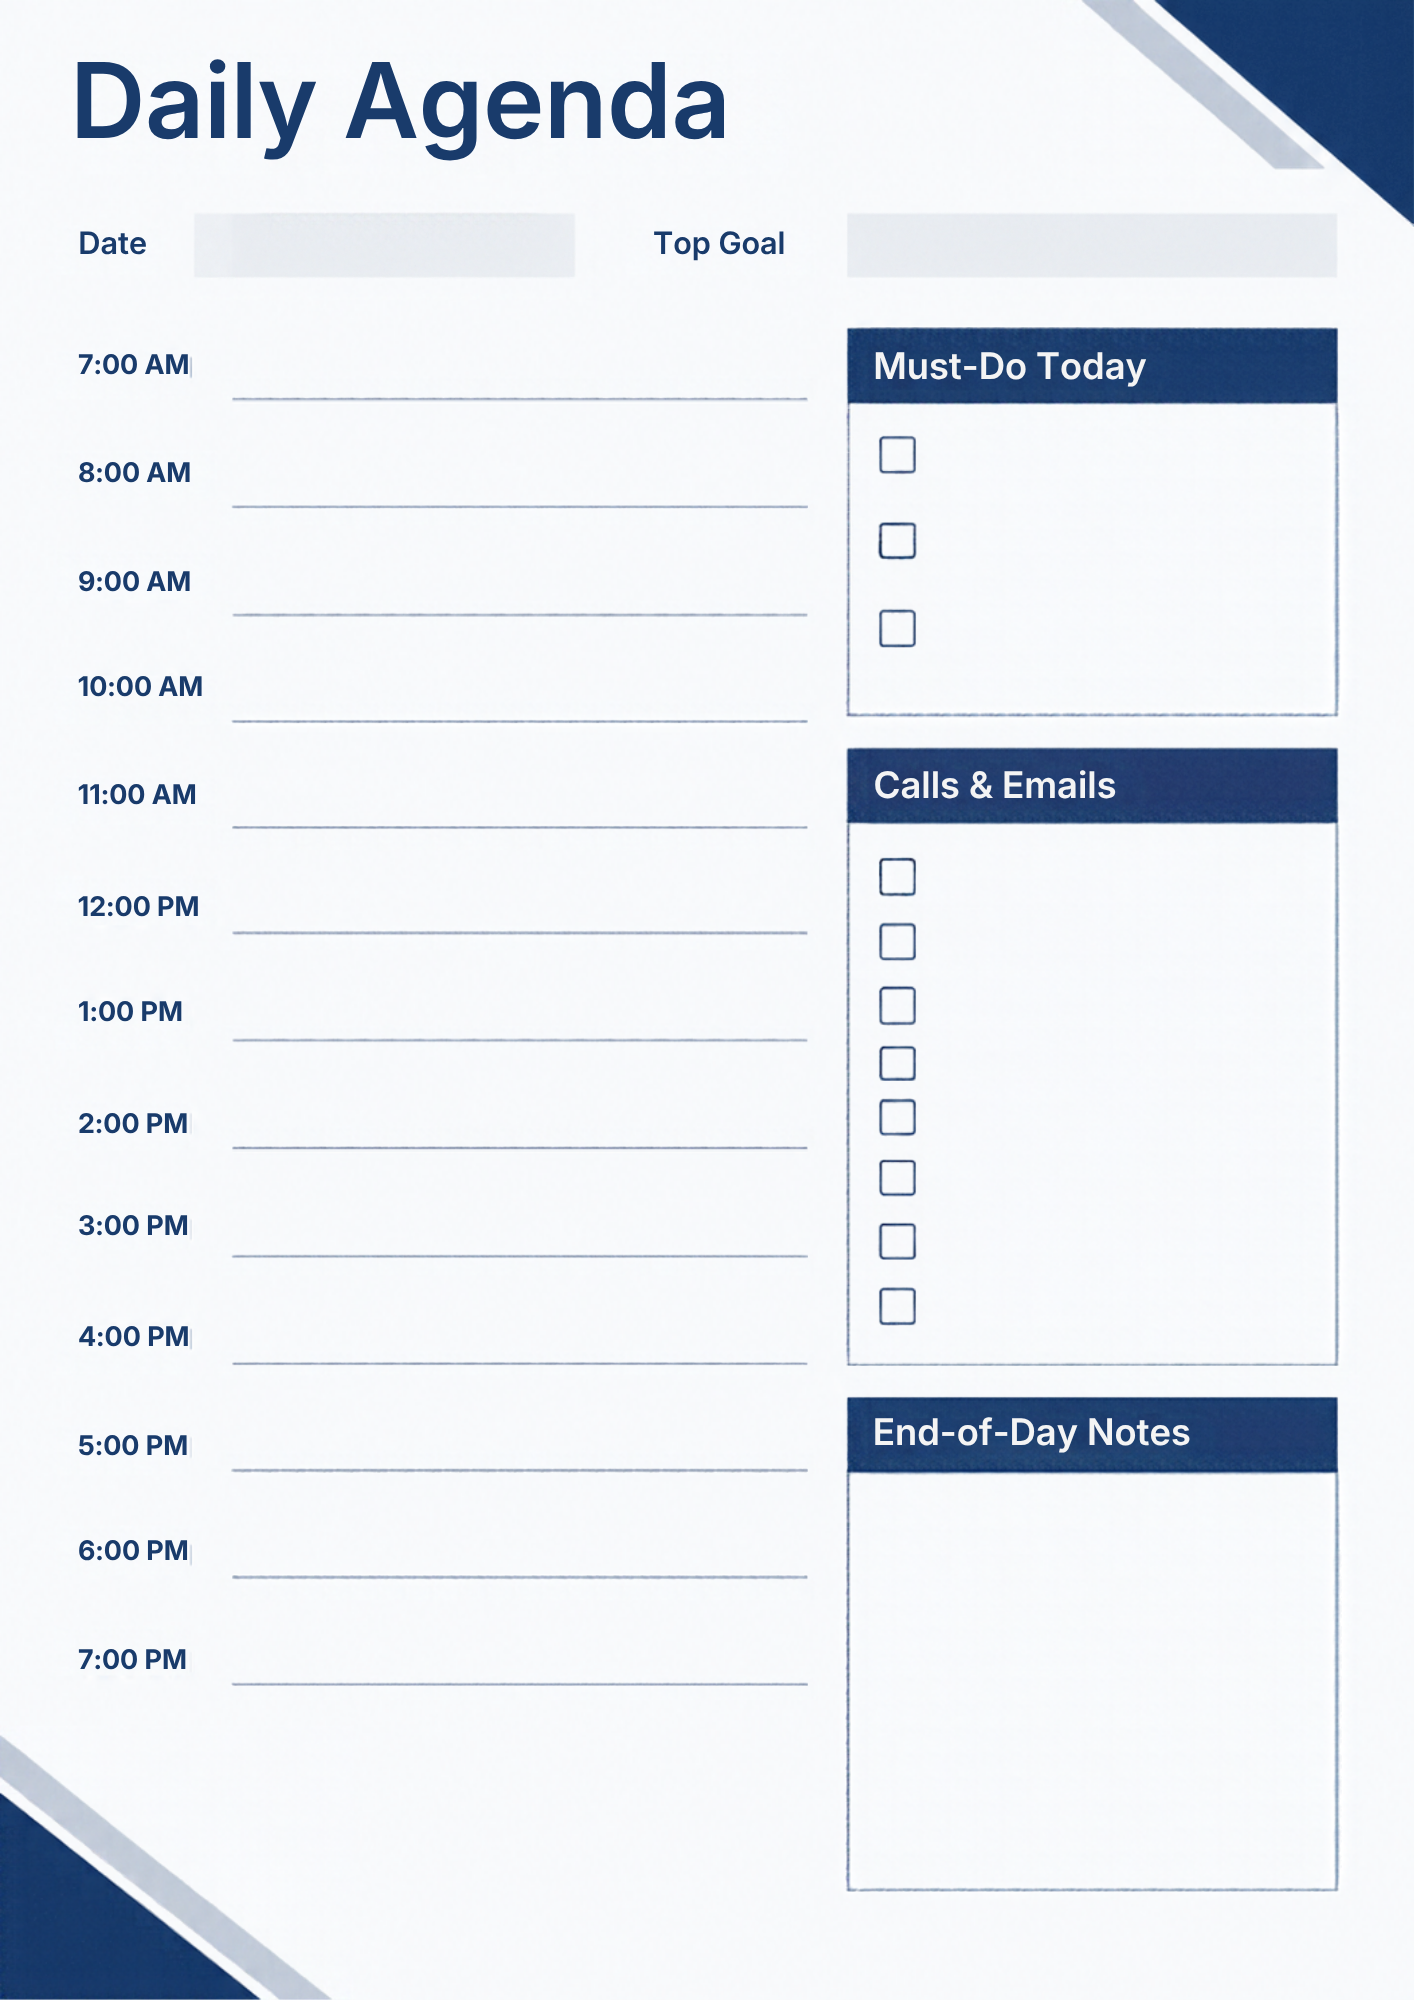 Daily Agenda
Date
Top Goal
7:00 AM
8:00 AM
9:00 AM
10:00 AM
11:00 AM
12:00 PM
1:00 PM
2:00 PM
3:00 PM
4:00 PM
5:00 PM
6:00 PM
7:00 PM
Must-Do Today
Calls & Emails
End-of-Day Notes